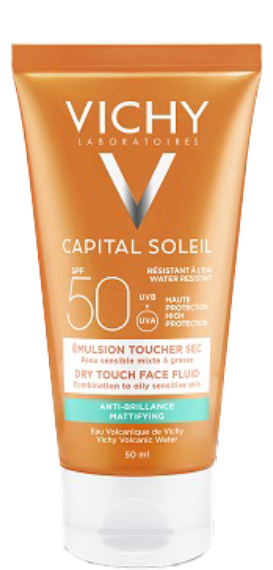 VICHY
LABORATOIRES
CAPITAL SOLEIL
SPF
50
RÉSISTANT À L'EAU
WATER RESISTANT
UVB
+
UVA
HAUTE
PROTECTION
HIGH
PROTECTION
ÉMULSION TOUCHER SEC
Peau sensible mixte à grasse
DRY TOUCH FACE FLUID
Combination to oily sensitive skin
ANTI-BRILLANCE
MATTIFYING
Eau Volcanique de Vichy
Vichy Volcanic Water
50 ml